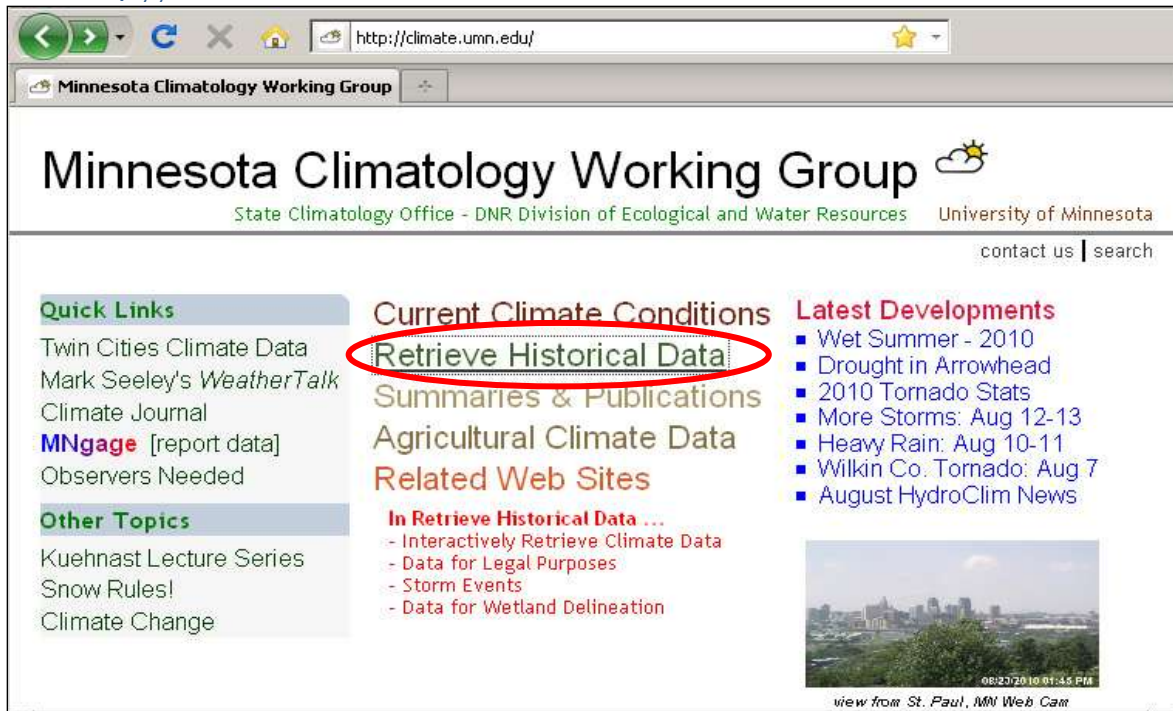 http://climate.umn.edu/
Minnesota Climatology Working Group
Minnesota Climatology Working Group
State Climatology Office - DNR Division of Ecological and Water Resources University of Minnesota
contact us | search
Quick Links
Twin Cities Climate Data
Mark Seeley's WeatherTalk
Climate Journal
MNgage [report data]
Observers Needed
Other Topics
Kuehnast Lecture Series
Snow Rules!
Climate Change
Current Climate Conditions
Retrieve Historical Data
Summaries & Publications
Agricultural Climate Data
Related Web Sites
In Retrieve Historical Data ...
- Interactively Retrieve Climate Data
- Data for Legal Purposes
- Storm Events
- Data for Wetland Delineation
Latest Developments
Wet Summer - 2010
Drought in Arrowhead
2010 Tornado Stats
More Storms: Aug 12-13
Heavy Rain: Aug 10-11
Wilkin Co. Tornado: Aug 7
August HydroClim News
08/23/2010 01:45 PM
view from St. Paul, MN Web Cam